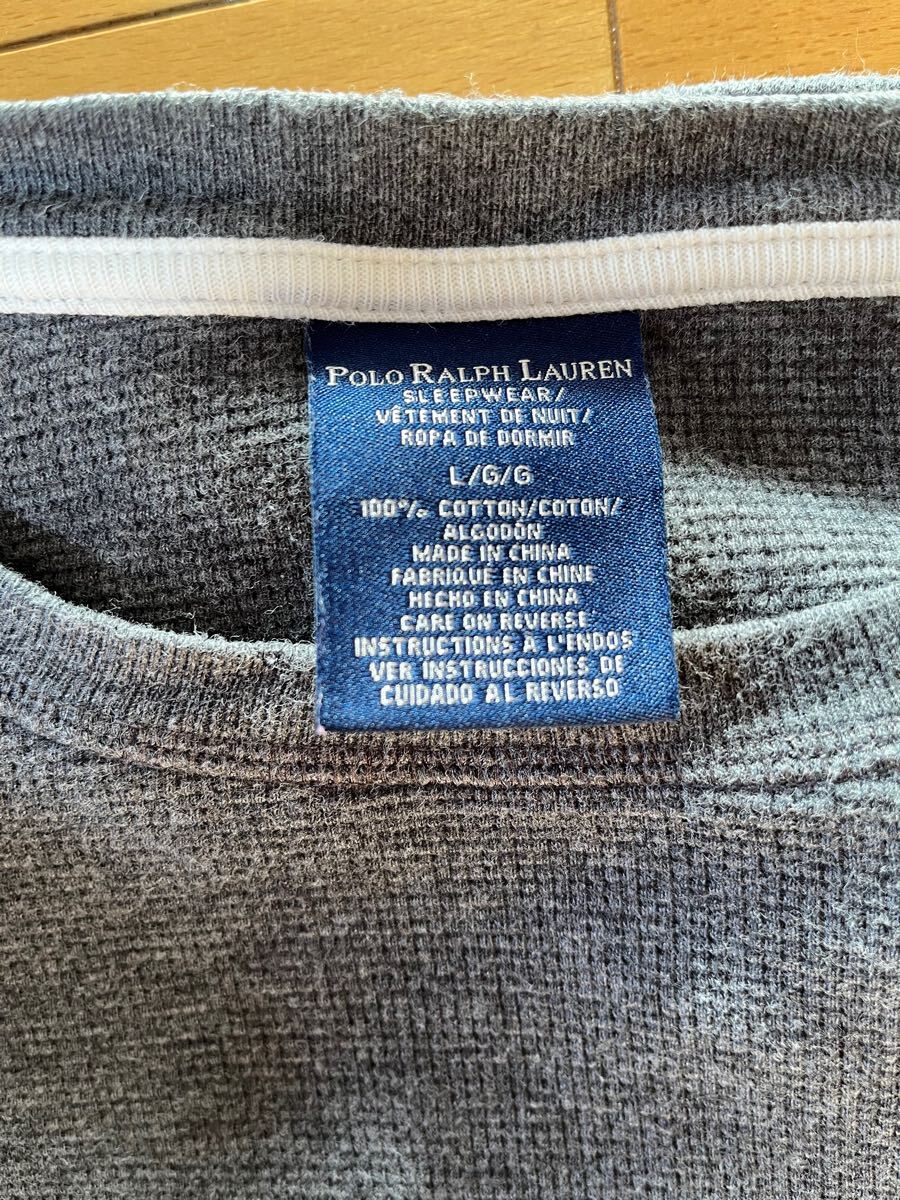 POLO RALPH LAUREN
SLEEPWEAR/
VÊTEMENT DE NUIT/
ROPA DE DORMIR
L/G/G
100% COTTON/COTON/
ALGODÓN
MADE IN CHINA
FABRIQUE EN CHINE
HECHO EN CHINA
CARE ON REVERSE
INSTRUCTIONS À L'ENDOS
VER INSTRUCCIONES DE
CUIDADO AL REVERSO